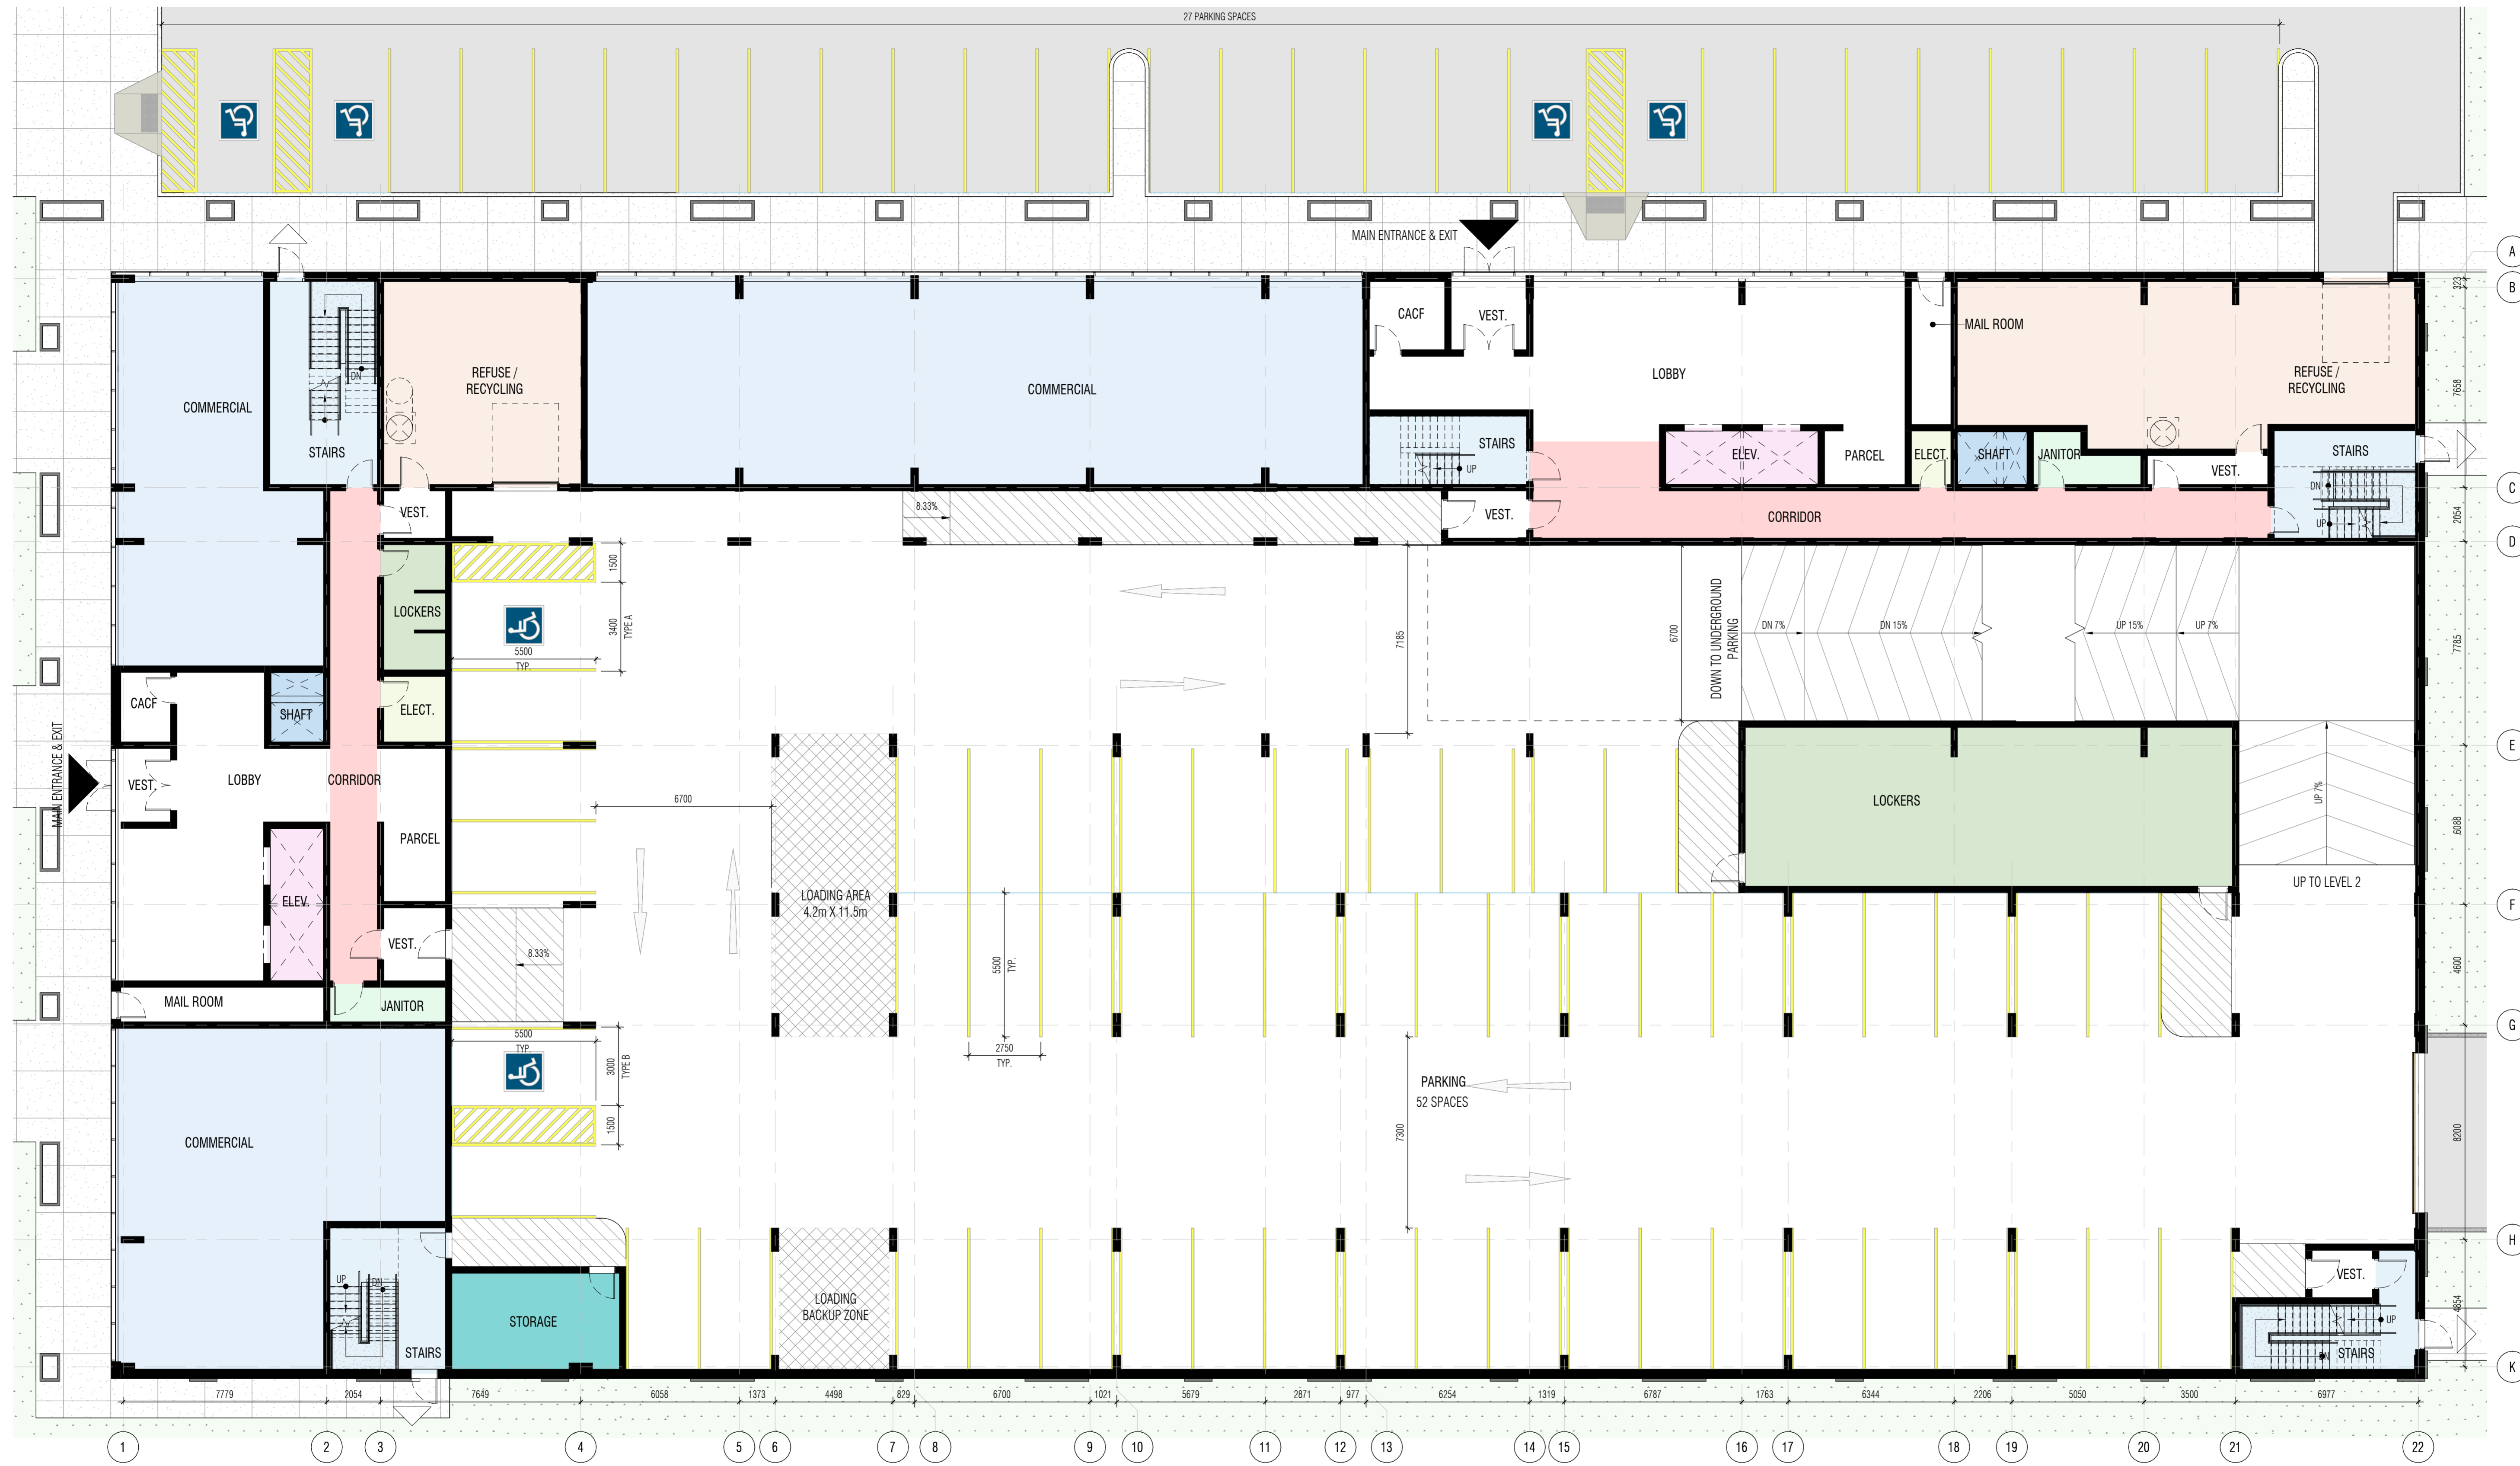 27 PARKING SPACES
MAIN ENTRANCE & EXIT
A
323
B
CACF
VEST.
MAIL ROOM
REFUSE /
RECYCLING
COMMERCIAL
DN
STAIRS
COMMERCIAL
LOBBY
REFUSE /
RECYCLING
7658
STAIRS
UP
ELEV.
PARCEL
ELECT.
SHAFT
JANITOR
VEST.
STAIRS
DN
UP
C
VEST.
8.33%
VEST.
CORRIDOR
2054
D
1500
LOCKERS
3400
TYPE A
5500
TYP.
7185
6700
DOWN TO UNDERGROUND
PARKING
DN 7%
DN 15%
UP 15%
UP 7%
7785
CACF
SHAFT
ELECT.
E
MAIN ENTRANCE & EXIT
VEST.
LOBBY
CORRIDOR
6700
PARCEL
LOCKERS
UP 7%
6088
UP TO LEVEL 2
ELEV.
LOADING AREA
4.2m X 11.5m
F
VEST.
8.33%
5500
TYP.
4600
MAIL ROOM
JANITOR
G
5500
TYP.
3000
TYPE B
2750
TYP.
PARKING
52 SPACES
1500
7300
8200
COMMERCIAL
H
UP
DN
STAIRS
STORAGE
LOADING
BACKUP ZONE
VEST.
4854
UP
DN
STAIRS
K
7779
2054
7649
6058
1373
4498
829
6700
1021
5679
2871
977
6254
1319
6787
1763
6344
2206
5050
3500
6977
1
2
3
4
5
6
7
8
9
10
11
12
13
14
15
16
17
18
19
20
21
22